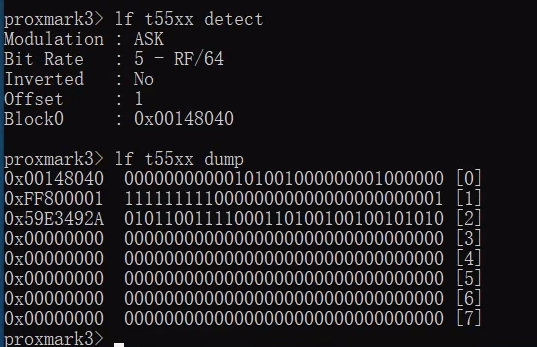 proxmark3> lf t55xx detect
Modulation : ASK
Bit Rate   : 5 - RF/64
Inverted   : No
Offset     : 1
Block0     : 0x00148040
proxmark3> lf t55xx dump
0x00148040  00000000000101001000000001000000 [0]
0xFF800001  11111111100000000000000000000001 [1]
0x59E3492A  01011001111000110100100100101010 [2]
0x00000000  00000000000000000000000000000000 [3]
0x00000000  00000000000000000000000000000000 [4]
0x00000000  00000000000000000000000000000000 [5]
0x00000000  00000000000000000000000000000000 [6]
0x00000000  00000000000000000000000000000000 [7]
proxmark3>